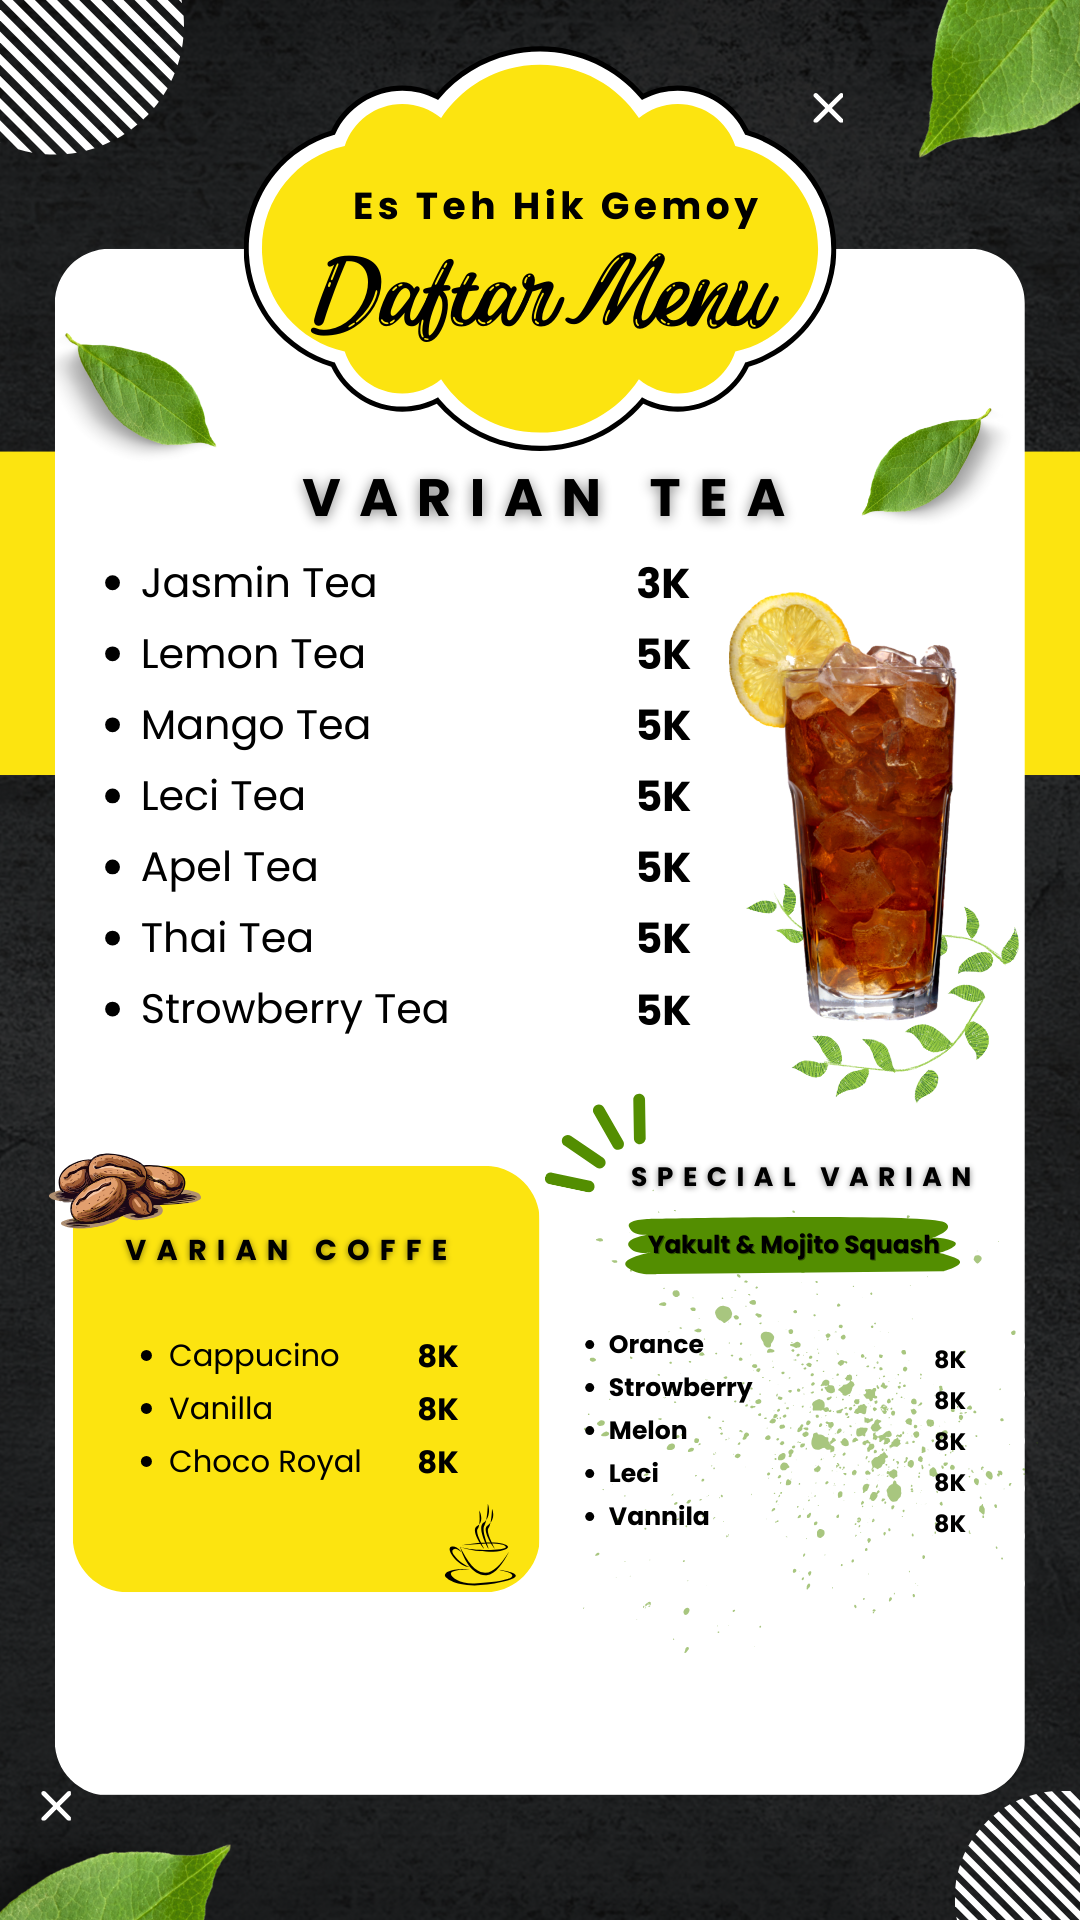 Es Teh Hik Gemoy
Daftar Menu
VARIAN TEA
• Jasmin Tea 3K
• Lemon Tea 5K
• Mango Tea 5K
• Leci Tea 5K
• Apel Tea 5K
• Thai Tea 5K
• Strowberry Tea 5K
VARIAN COFFE
• Cappucino 8K
• Vanilla 8K
• Choco Royal 8K
SPECIAL VARIAN
Yakult & Mojito Squash
• Orance 8K
• Strowberry 8K
• Melon 8K
• Leci 8K
• Vannila 8K